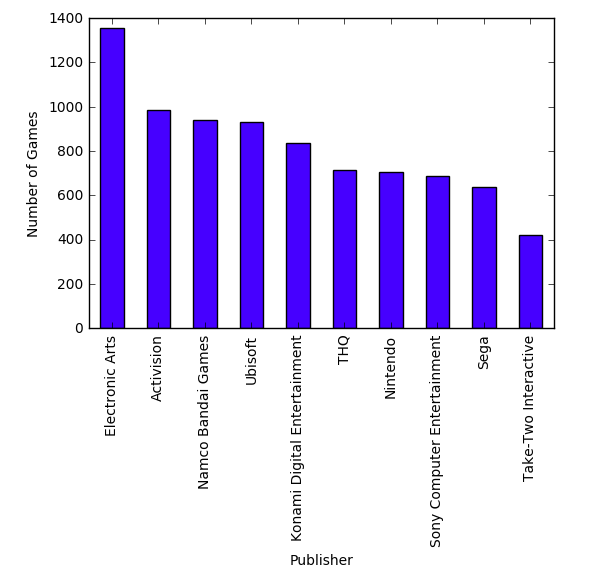 1400
1200
1000
800
600
400
200
0
Number of Games
Electronic Arts
Activision
Namco Bandai Games
Ubisoft
Konami Digital Entertainment
THQ
Nintendo
Sony Computer Entertainment
Sega
Take-Two Interactive
Publisher